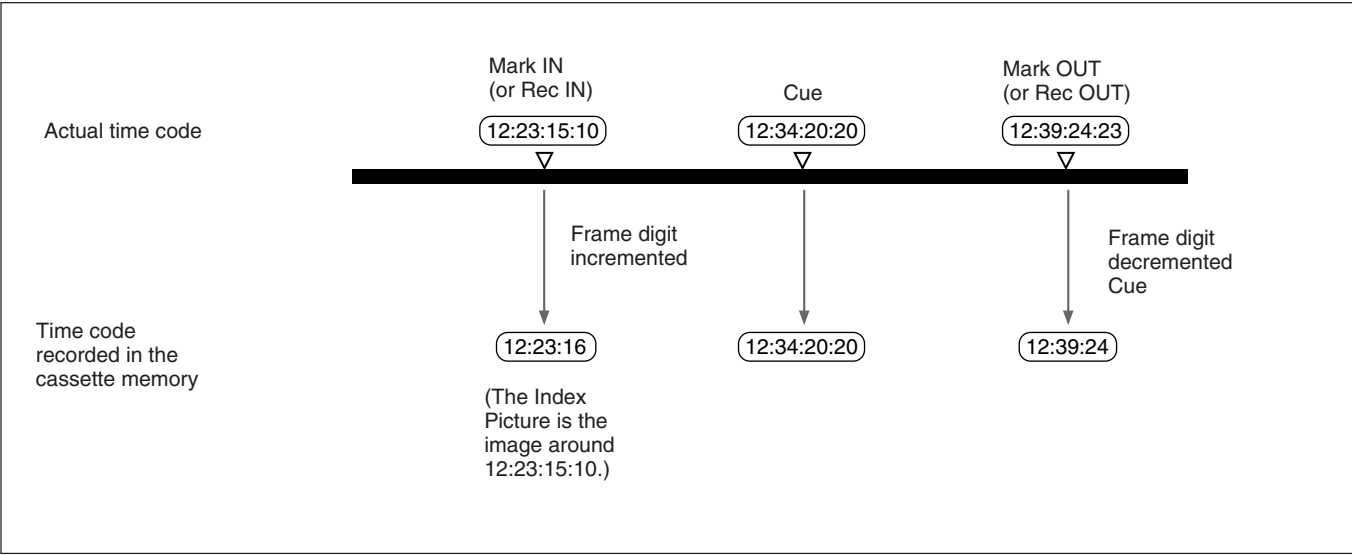 Mark IN
(or Rec IN)
Cue
Mark OUT
(or Rec OUT)
Actual time code
12:23:15:10
12:34:20:20
12:39:24:23
Frame digit
incremented
Frame digit
decremented
Cue
Time code
recorded in the
cassette memory
12:23:16
12:34:20:20
12:39:24
(The Index
Picture is the
image around
12:23:15:10.)